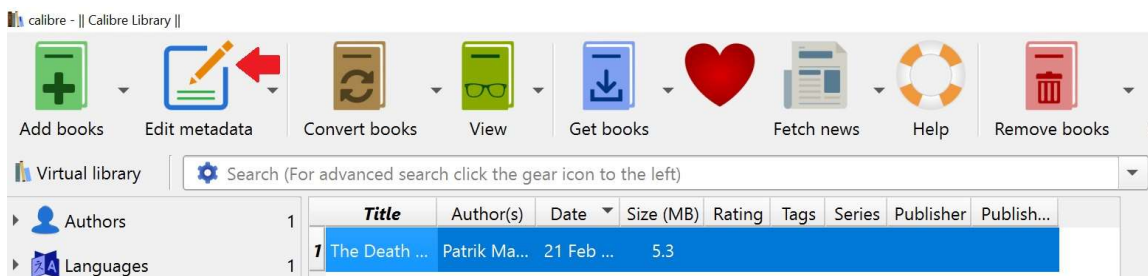 calibre - || Calibre Library ||
Add books Edit metadata Convert books View Get books Fetch news Help Remove books
Virtual library Search (For advanced search click the gear icon to the left)
Title Author(s) Date Size (MB) Rating Tags Series Publisher Publish...
Authors 1
1 The Death ... Patrik Ma... 21 Feb ... 5.3
Languages 1